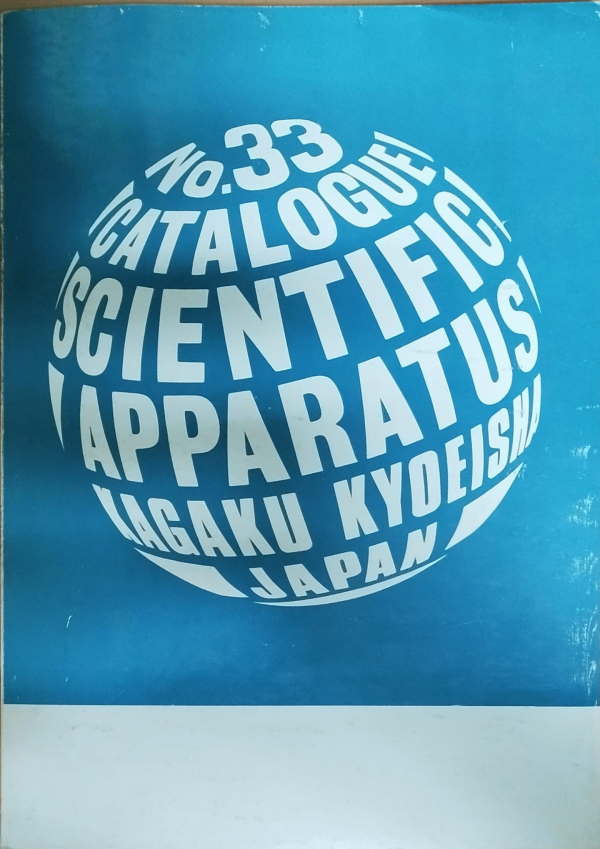 No.33
CATALOGUE
SCIENTIFIC
APPARATUS
KAGAKU KYOEISHA
JAPAN